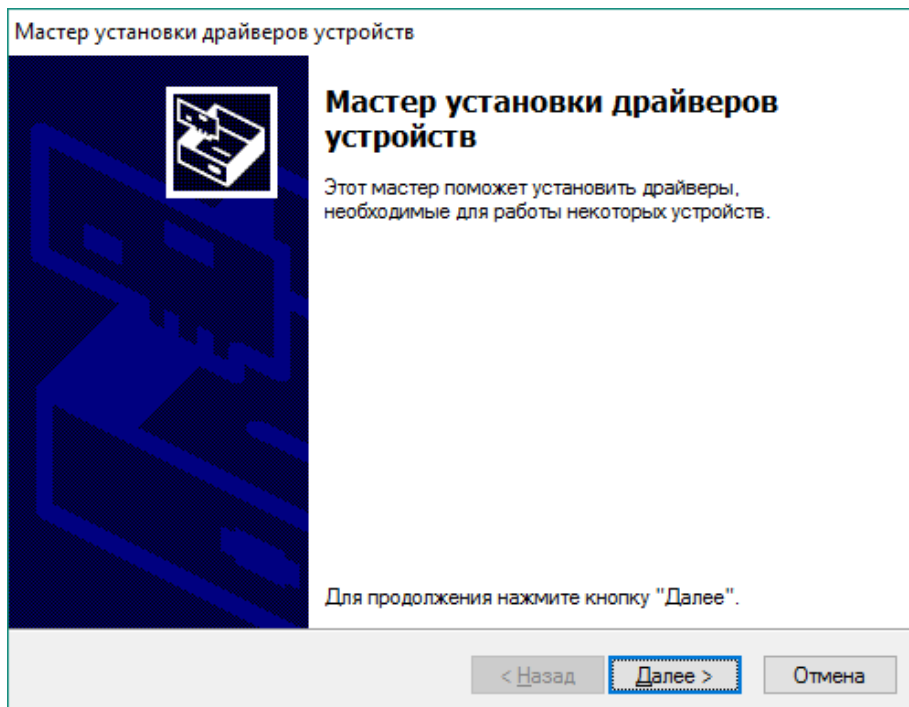 Мастер установки драйверов устройств
Мастер установки драйверов
устройств
Этот мастер поможет установить драйверы,
необходимые для работы некоторых устройств.
Для продолжения нажмите кнопку "Далее".
< Назад
Далее >
Отмена